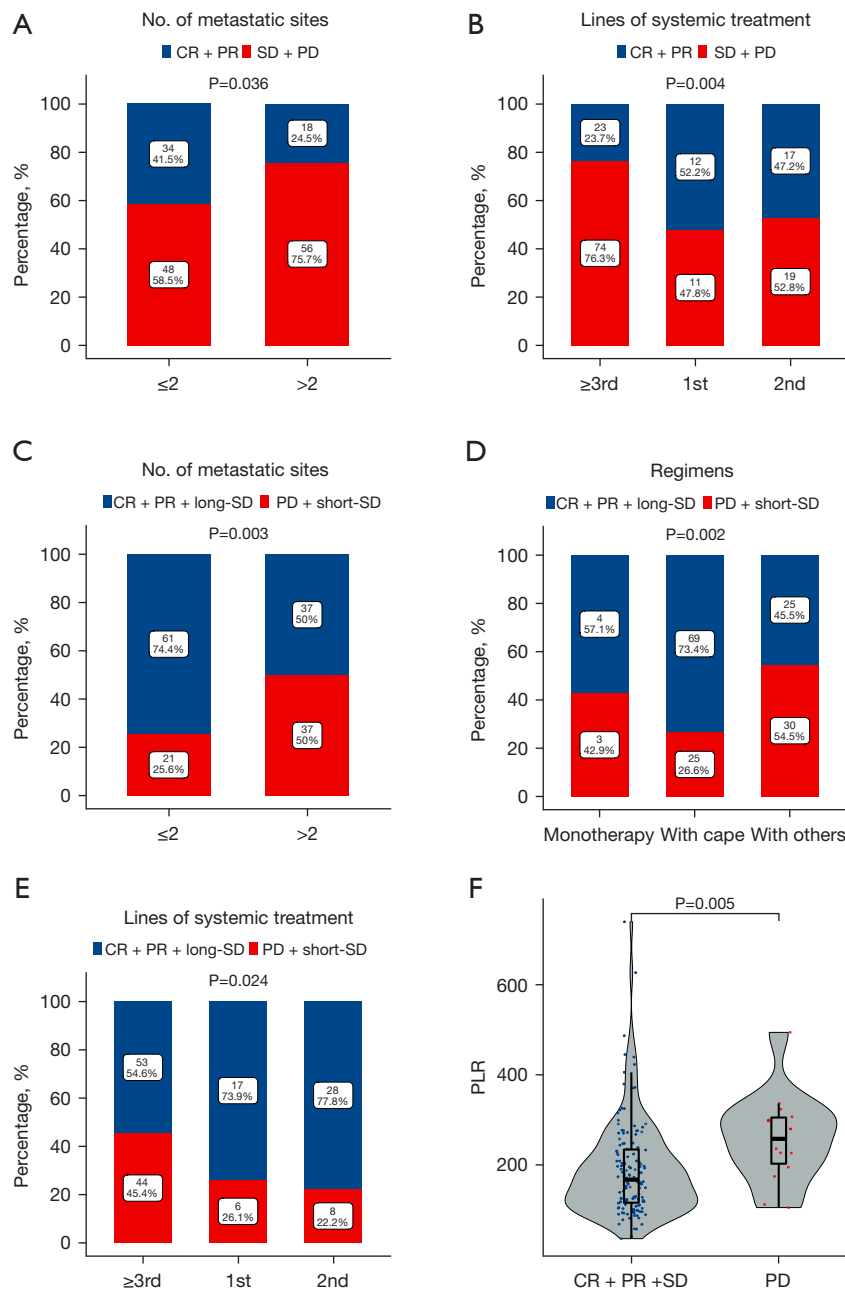 A
No. of metastatic sites
CR + PR SD + PD
P=0.036
100
80
60
40
20
0
Percentage, %
34
41.5%
48
58.5%
18
24.5%
56
75.7%
≤2 >2
B
Lines of systemic treatment
CR + PR SD + PD
P=0.004
100
80
60
40
20
0
Percentage, %
23
23.7%
74
76.3%
12
52.2%
11
47.8%
17
47.2%
19
52.8%
≥3rd 1st 2nd
C
No. of metastatic sites
CR + PR + long-SD PD + short-SD
P=0.003
100
80
60
40
20
0
Percentage, %
61
74.4%
21
25.6%
37
50%
37
50%
≤2 >2
D
Regimens
CR + PR + long-SD PD + short-SD
P=0.002
100
80
60
40
20
0
Percentage, %
4
57.1%
3
42.9%
69
73.4%
25
26.6%
25
45.5%
30
54.5%
Monotherapy With cape With others
E
Lines of systemic treatment
CR + PR + long-SD PD + short-SD
P=0.024
100
80
60
40
20
0
Percentage, %
53
54.6%
44
45.4%
17
73.9%
6
26.1%
28
77.8%
8
22.2%
≥3rd 1st 2nd
F
P=0.005
600
400
200
0
PLR
CR + PR +SD PD